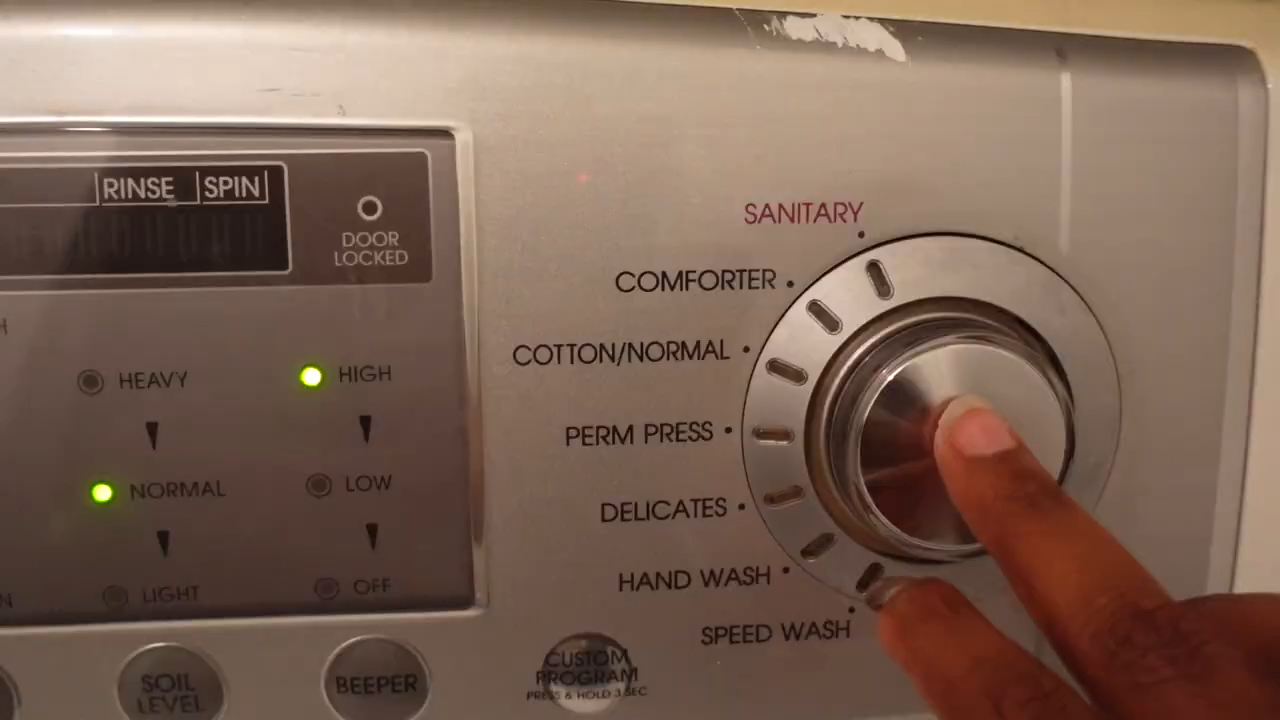 RINSE SPIN
DOOR
LOCKED
HEAVY
HIGH
NORMAL
LOW
LIGHT
OFF
SOIL
LEVEL
BEEPER
CUSTOM
PROGRAM
PRESS & HOLD 3 SEC
SANITARY
COMFORTER
COTTON/NORMAL
PERM PRESS
DELICATES
HAND WASH
SPEED WASH